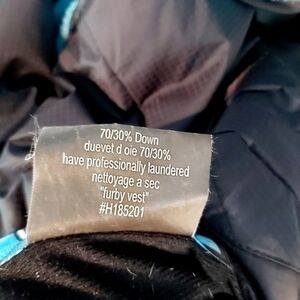 70/30% Down
duevet d oie 70/30%
have professionally laundered
nettoyage a sec
"furby vest"
#H185201